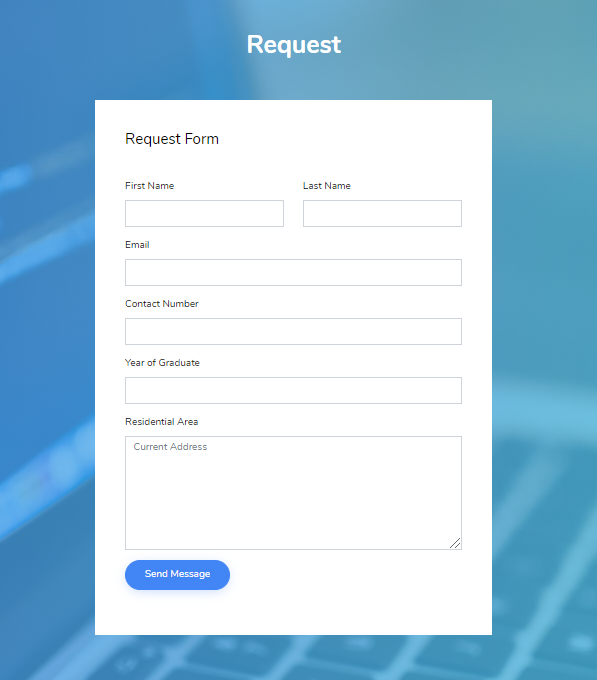 Request
Request Form
First Name Last Name
Email
Contact Number
Year of Graduate
Residential Area
Current Address
Send Message